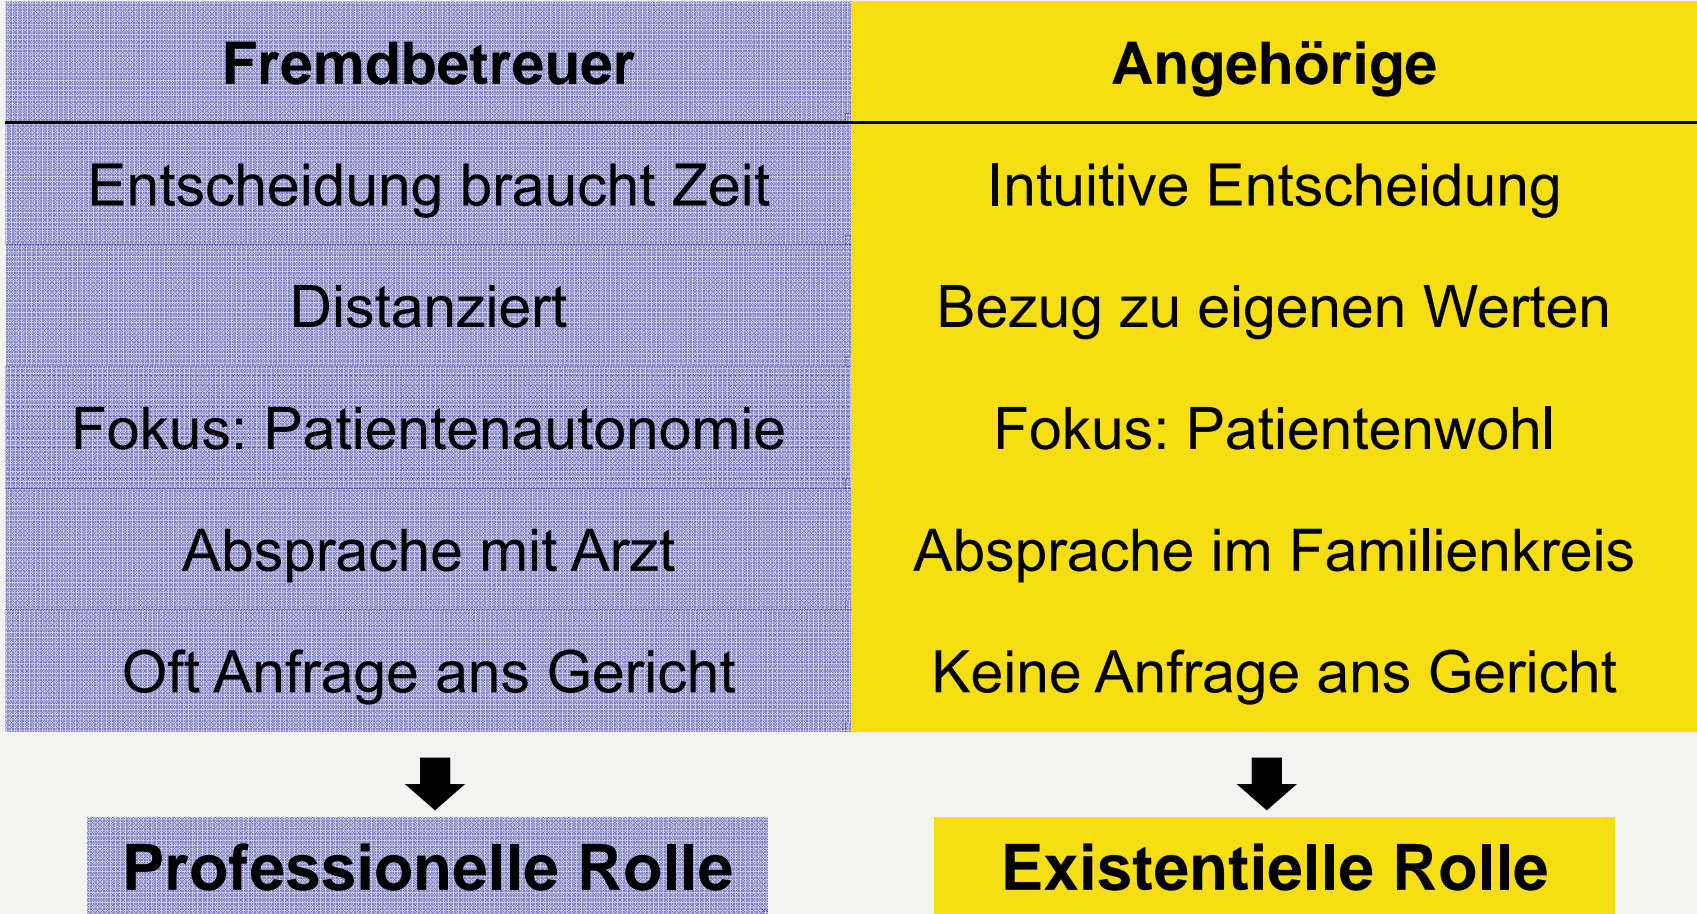 Fremdbetreuer Angehörige
Entscheidung braucht Zeit Intuitive Entscheidung
Distanziert Bezug zu eigenen Werten
Fokus: Patientenautonomie Fokus: Patientenwohl
Absprache mit Arzt Absprache im Familienkreis
Oft Anfrage ans Gericht Keine Anfrage ans Gericht
Professionelle Rolle Existentielle Rolle